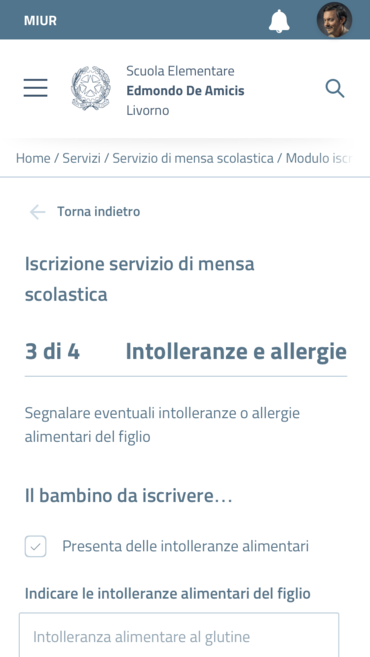 MIUR
Scuola Elementare
Edmondo De Amicis
Livorno
Home / Servizi / Servizio di mensa scolastica / Modulo
Torna indietro
Iscrizione servizio di mensa
scolastica
3 di 4 Intolleranze e allergie
Segnalare eventuali intolleranze o allergie
alimentari del figlio
Il bambino da iscrivere...
Presenta delle intolleranze alimentari
Indicare le intolleranze alimentari del figlio
Intolleranza alimentare al glutine